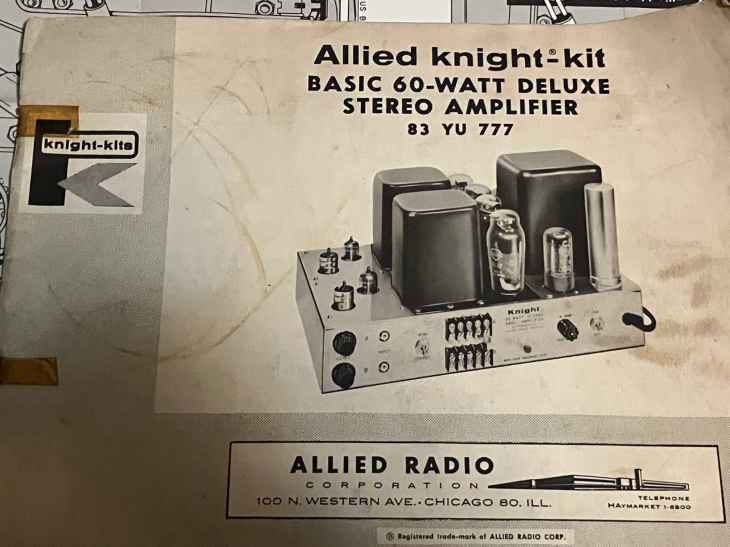 US B
Allied knight®-kit
BASIC 60-WATT DELUXE
STEREO AMPLIFIER
83 YU 777
knight-kits
Knight
ALLIED RADIO
CORPORATION
100 N. WESTERN AVE. • CHICAGO 80, ILL.
TELEPHONE
HAYMARKET 1-6800
® Registered trade-mark of ALLIED RADIO CORP.